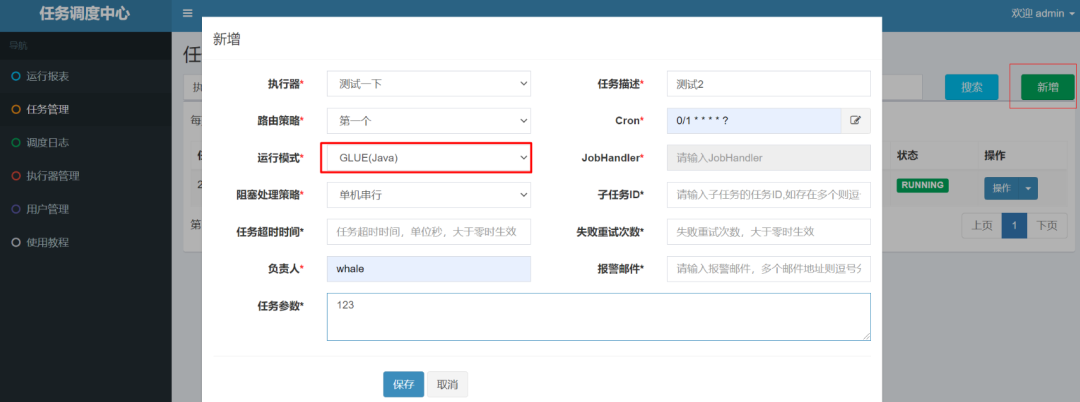 任务调度中心
欢迎 admin
导航
运行报表
任务管理
调度日志
执行器管理
用户管理
使用教程
任
执
搜索
新增
每
状态
操作
2
RUNNING
操作
第
上页
1
下页
新增
执行器*
测试一下
任务描述*
测试2
路由策略*
第一个
Cron*
0/1 * * * * ?
运行模式*
GLUE(Java)
JobHandler*
请输入JobHandler
阻塞处理策略*
单机串行
子任务ID*
请输入子任务的任务ID,如存在多个则逗
任务超时时间*
任务超时时间，单位秒，大于零时生效
失败重试次数*
失败重试次数，大于零时生效
负责人*
whale
报警邮件*
请输入报警邮件，多个邮件地址则逗号分
任务参数*
123
保存
取消